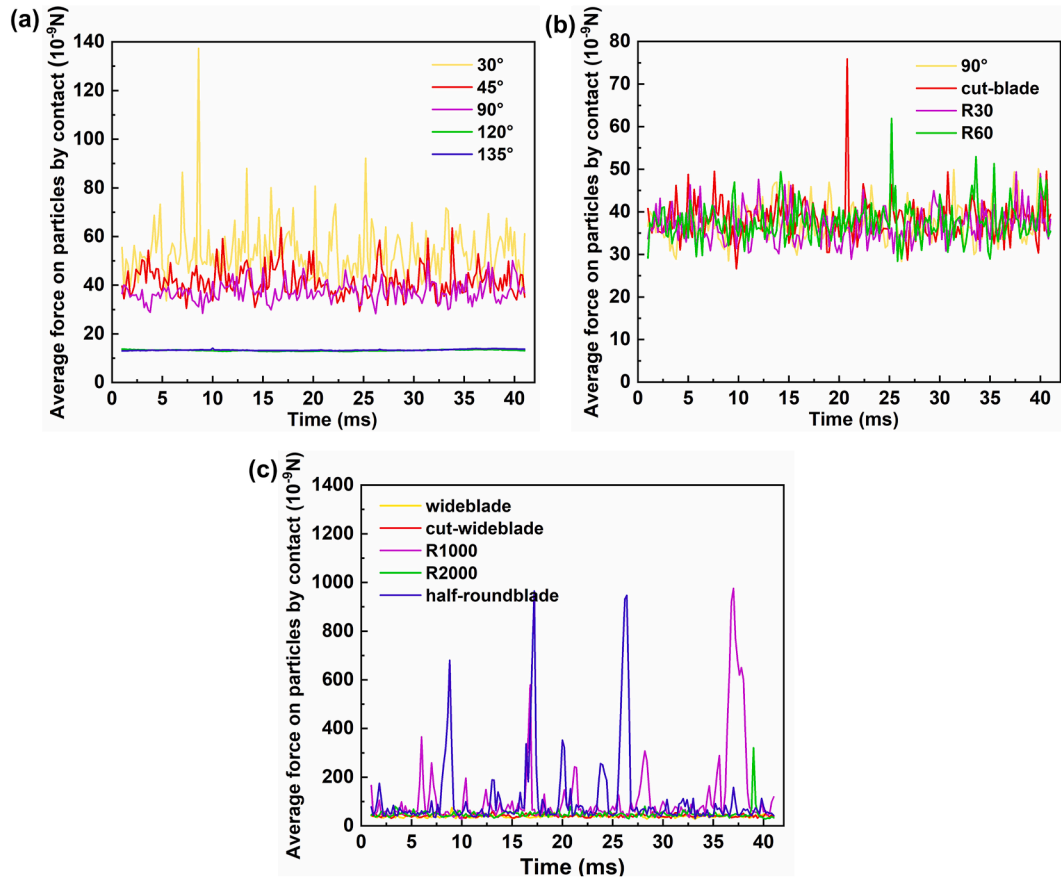 (a)
Average force on particles by contact (10⁻⁹N)
140
120
100
80
60
40
20
0
30°
45°
90°
120°
135°
0 5 10 15 20 25 30 35 40
Time (ms)
(b)
Average force on particles by contact (10⁻⁹N)
80
70
60
50
40
30
20
10
0
90°
cut-blade
R30
R60
0 5 10 15 20 25 30 35 40
Time (ms)
(c)
Average force on particles by contact (10⁻⁹N)
1400
1200
1000
800
600
400
200
0
wideblade
cut-wideblade
R1000
R2000
half-roundblade
0 5 10 15 20 25 30 35 40
Time (ms)